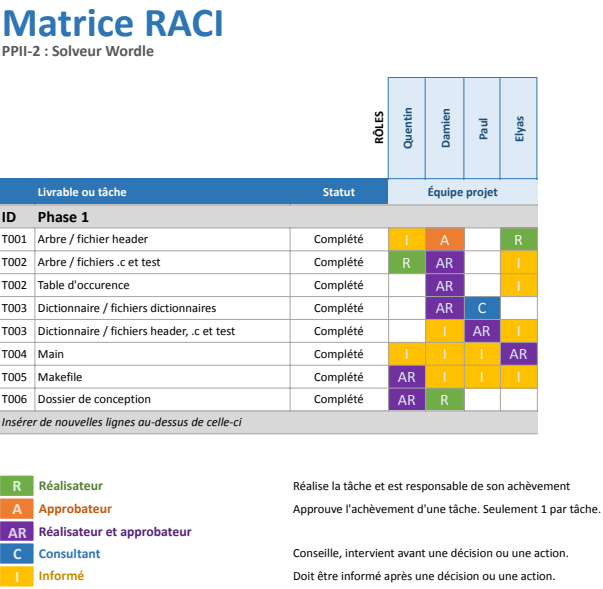 Matrice RACI
PPII-2 : Solveur Wordle
RÔLES Quentin Damien Paul Elyas
Livrable ou tâche Statut Équipe projet
ID Phase 1
T001 Arbre / fichier header Complété I A R
T002 Arbre / fichiers .c et test Complété R AR I
T002 Table d'occurence Complété AR I
T003 Dictionnaire / fichiers dictionnaires Complété AR C
T003 Dictionnaire / fichiers header, .c et test Complété I AR I
T004 Main Complété I I I AR
T005 Makefile Complété AR I I I
T006 Dossier de conception Complété AR R
Insérer de nouvelles lignes au-dessus de celle-ci
R Réalisateur Réalise la tâche et est responsable de son achèvement
A Approbateur Approuve l'achèvement d'une tâche. Seulement 1 par tâche.
AR Réalisateur et approbateur
C Consultant Conseille, intervient avant une décision ou une action.
I Informé Doit être informé après une décision ou une action.